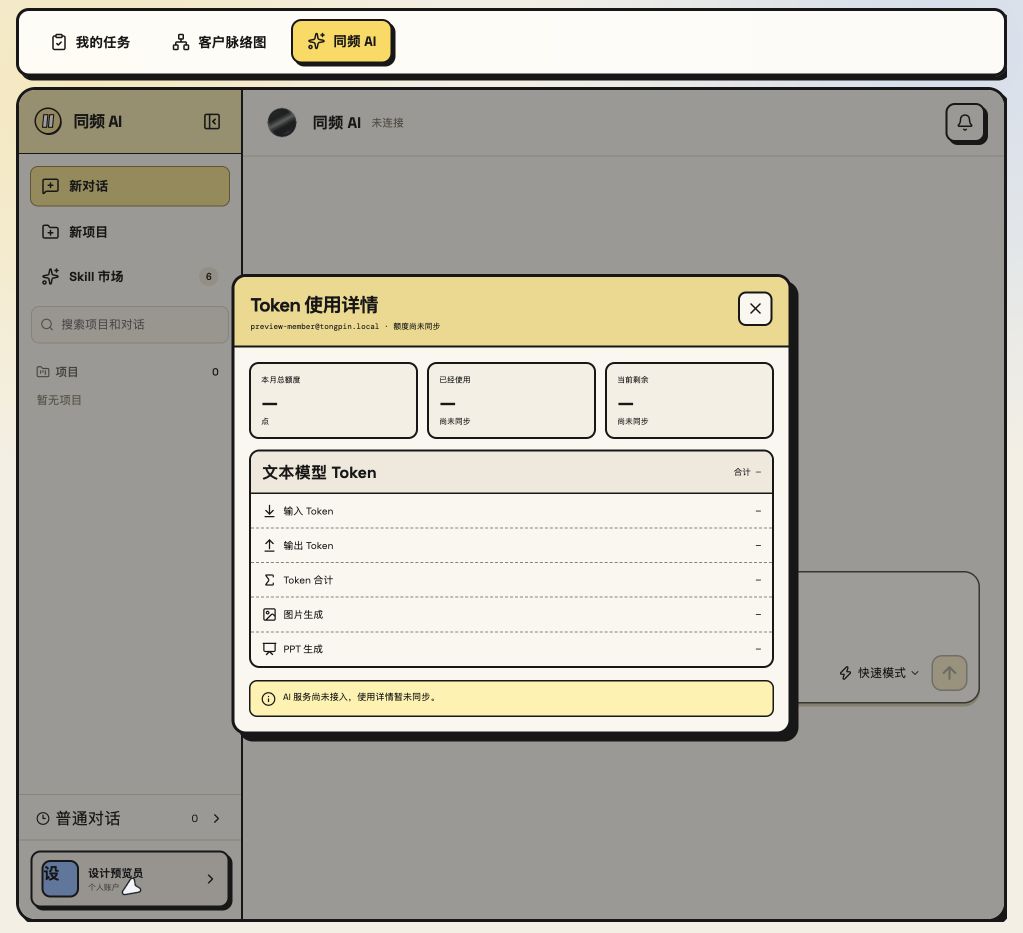 我的任务
客户脉络图
同频 AI
同频 AI
同频 AI 未连接
新对话
新项目
Skill 市场 6
搜索项目和对话
项目 0
暂无项目
Token 使用详情
preview-member@tongpin.local · 额度尚未同步
本月总额度
—
点
已经使用
—
尚未同步
当前剩余
—
尚未同步
文本模型 Token 合计 –
输入 Token –
输出 Token –
Token 合计 –
图片生成 –
PPT 生成 –
AI 服务尚未接入，使用详情暂未同步。
快速模式
普通对话 0
设
设计预览员
个人账户